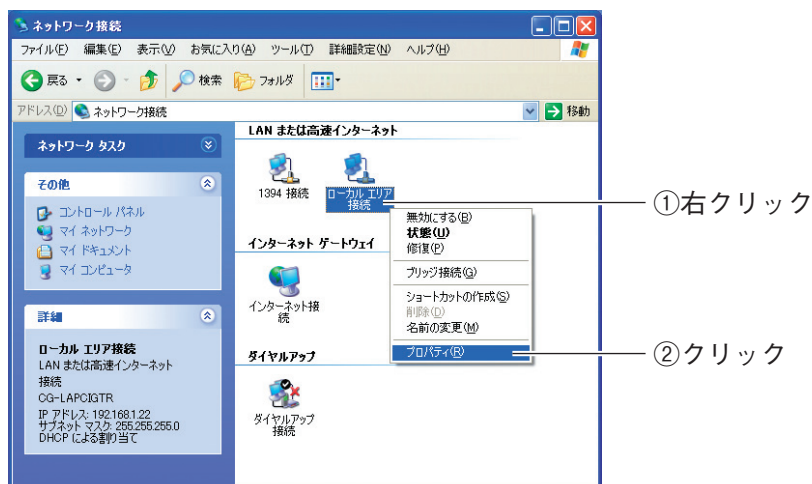 ネットワーク接続
ファイル(F) 編集(E) 表示(V) お気に入り(A) ツール(T) 詳細設定(N) ヘルプ(H)
戻る 検索 フォルダ
アドレス(D) ネットワーク接続 移動
ネットワーク タスク
その他
コントロール パネル
マイ ネットワーク
マイ ドキュメント
マイ コンピュータ
詳細
ローカル エリア接続
LAN または高速インターネット
接続
CG-LAPCIGTR
IP アドレス: 192.168.1.22
サブネット マスク: 255.255.255.0
DHCP による割り当て
LAN または高速インターネット
1394 接続
ローカル エリア
接続
無効にする(B)
状態(U)
修復(P)
ブリッジ接続(G)
ショートカットの作成(S)
削除(D)
名前の変更(M)
プロパティ(R)
インターネット ゲートウェイ
インターネット接
続
ダイヤルアップ
ダイヤルアップ
接続
①右クリック
②クリック